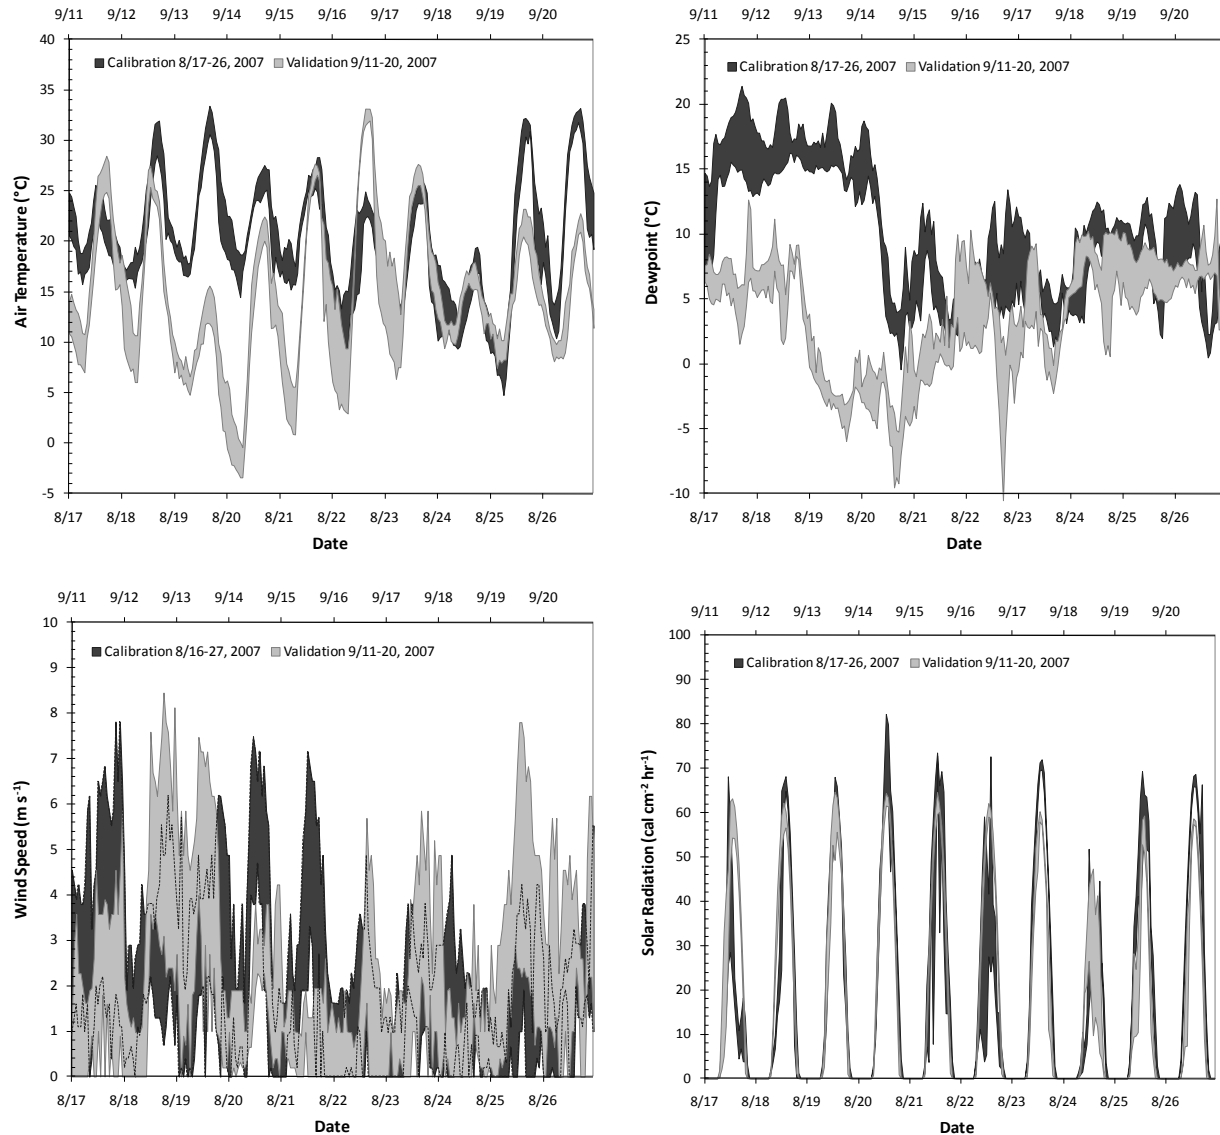 9/11 9/12 9/13 9/14 9/15 9/16 9/17 9/18 9/19 9/20
40
35
30
25
20
15
10
5
0
-5
Air Temperature (°C)
Calibration 8/17-26, 2007 Validation 9/11-20, 2007
8/17 8/18 8/19 8/20 8/21 8/22 8/23 8/24 8/25 8/26
Date
9/11 9/12 9/13 9/14 9/15 9/16 9/17 9/18 9/19 9/20
25
20
15
10
5
0
-5
-10
Dewpoint (°C)
Calibration 8/17-26, 2007 Validation 9/11-20, 2007
8/17 8/18 8/19 8/20 8/21 8/22 8/23 8/24 8/25 8/26
Date
9/11 9/12 9/13 9/14 9/15 9/16 9/17 9/18 9/19 9/20
10
9
8
7
6
5
4
3
2
1
0
Wind Speed (m s⁻¹)
Calibration 8/16-27, 2007 Validation 9/11-20, 2007
8/17 8/18 8/19 8/20 8/21 8/22 8/23 8/24 8/25 8/26
Date
9/11 9/12 9/13 9/14 9/15 9/16 9/17 9/18 9/19 9/20
100
90
80
70
60
50
40
30
20
10
0
Solar Radiation (cal cm⁻² hr⁻¹)
Calibration 8/17-26, 2007 Validation 9/11-20, 2007
8/17 8/18 8/19 8/20 8/21 8/22 8/23 8/24 8/25 8/26
Date